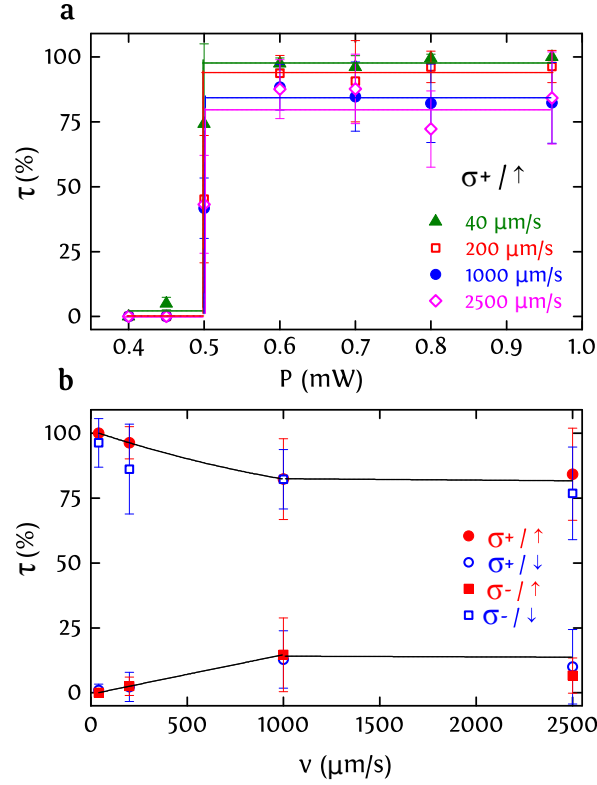 a
100
75
50
25
0
τ (%)
σ+ / ↑
40 μm/s
200 μm/s
1000 μm/s
2500 μm/s
0.4 0.5 0.6 0.7 0.8 0.9 1.0
P (mW)
b
100
75
50
25
0
τ (%)
σ+ / ↑
σ+ / ↓
σ- / ↑
σ- / ↓
0 500 1000 1500 2000 2500
ν (μm/s)